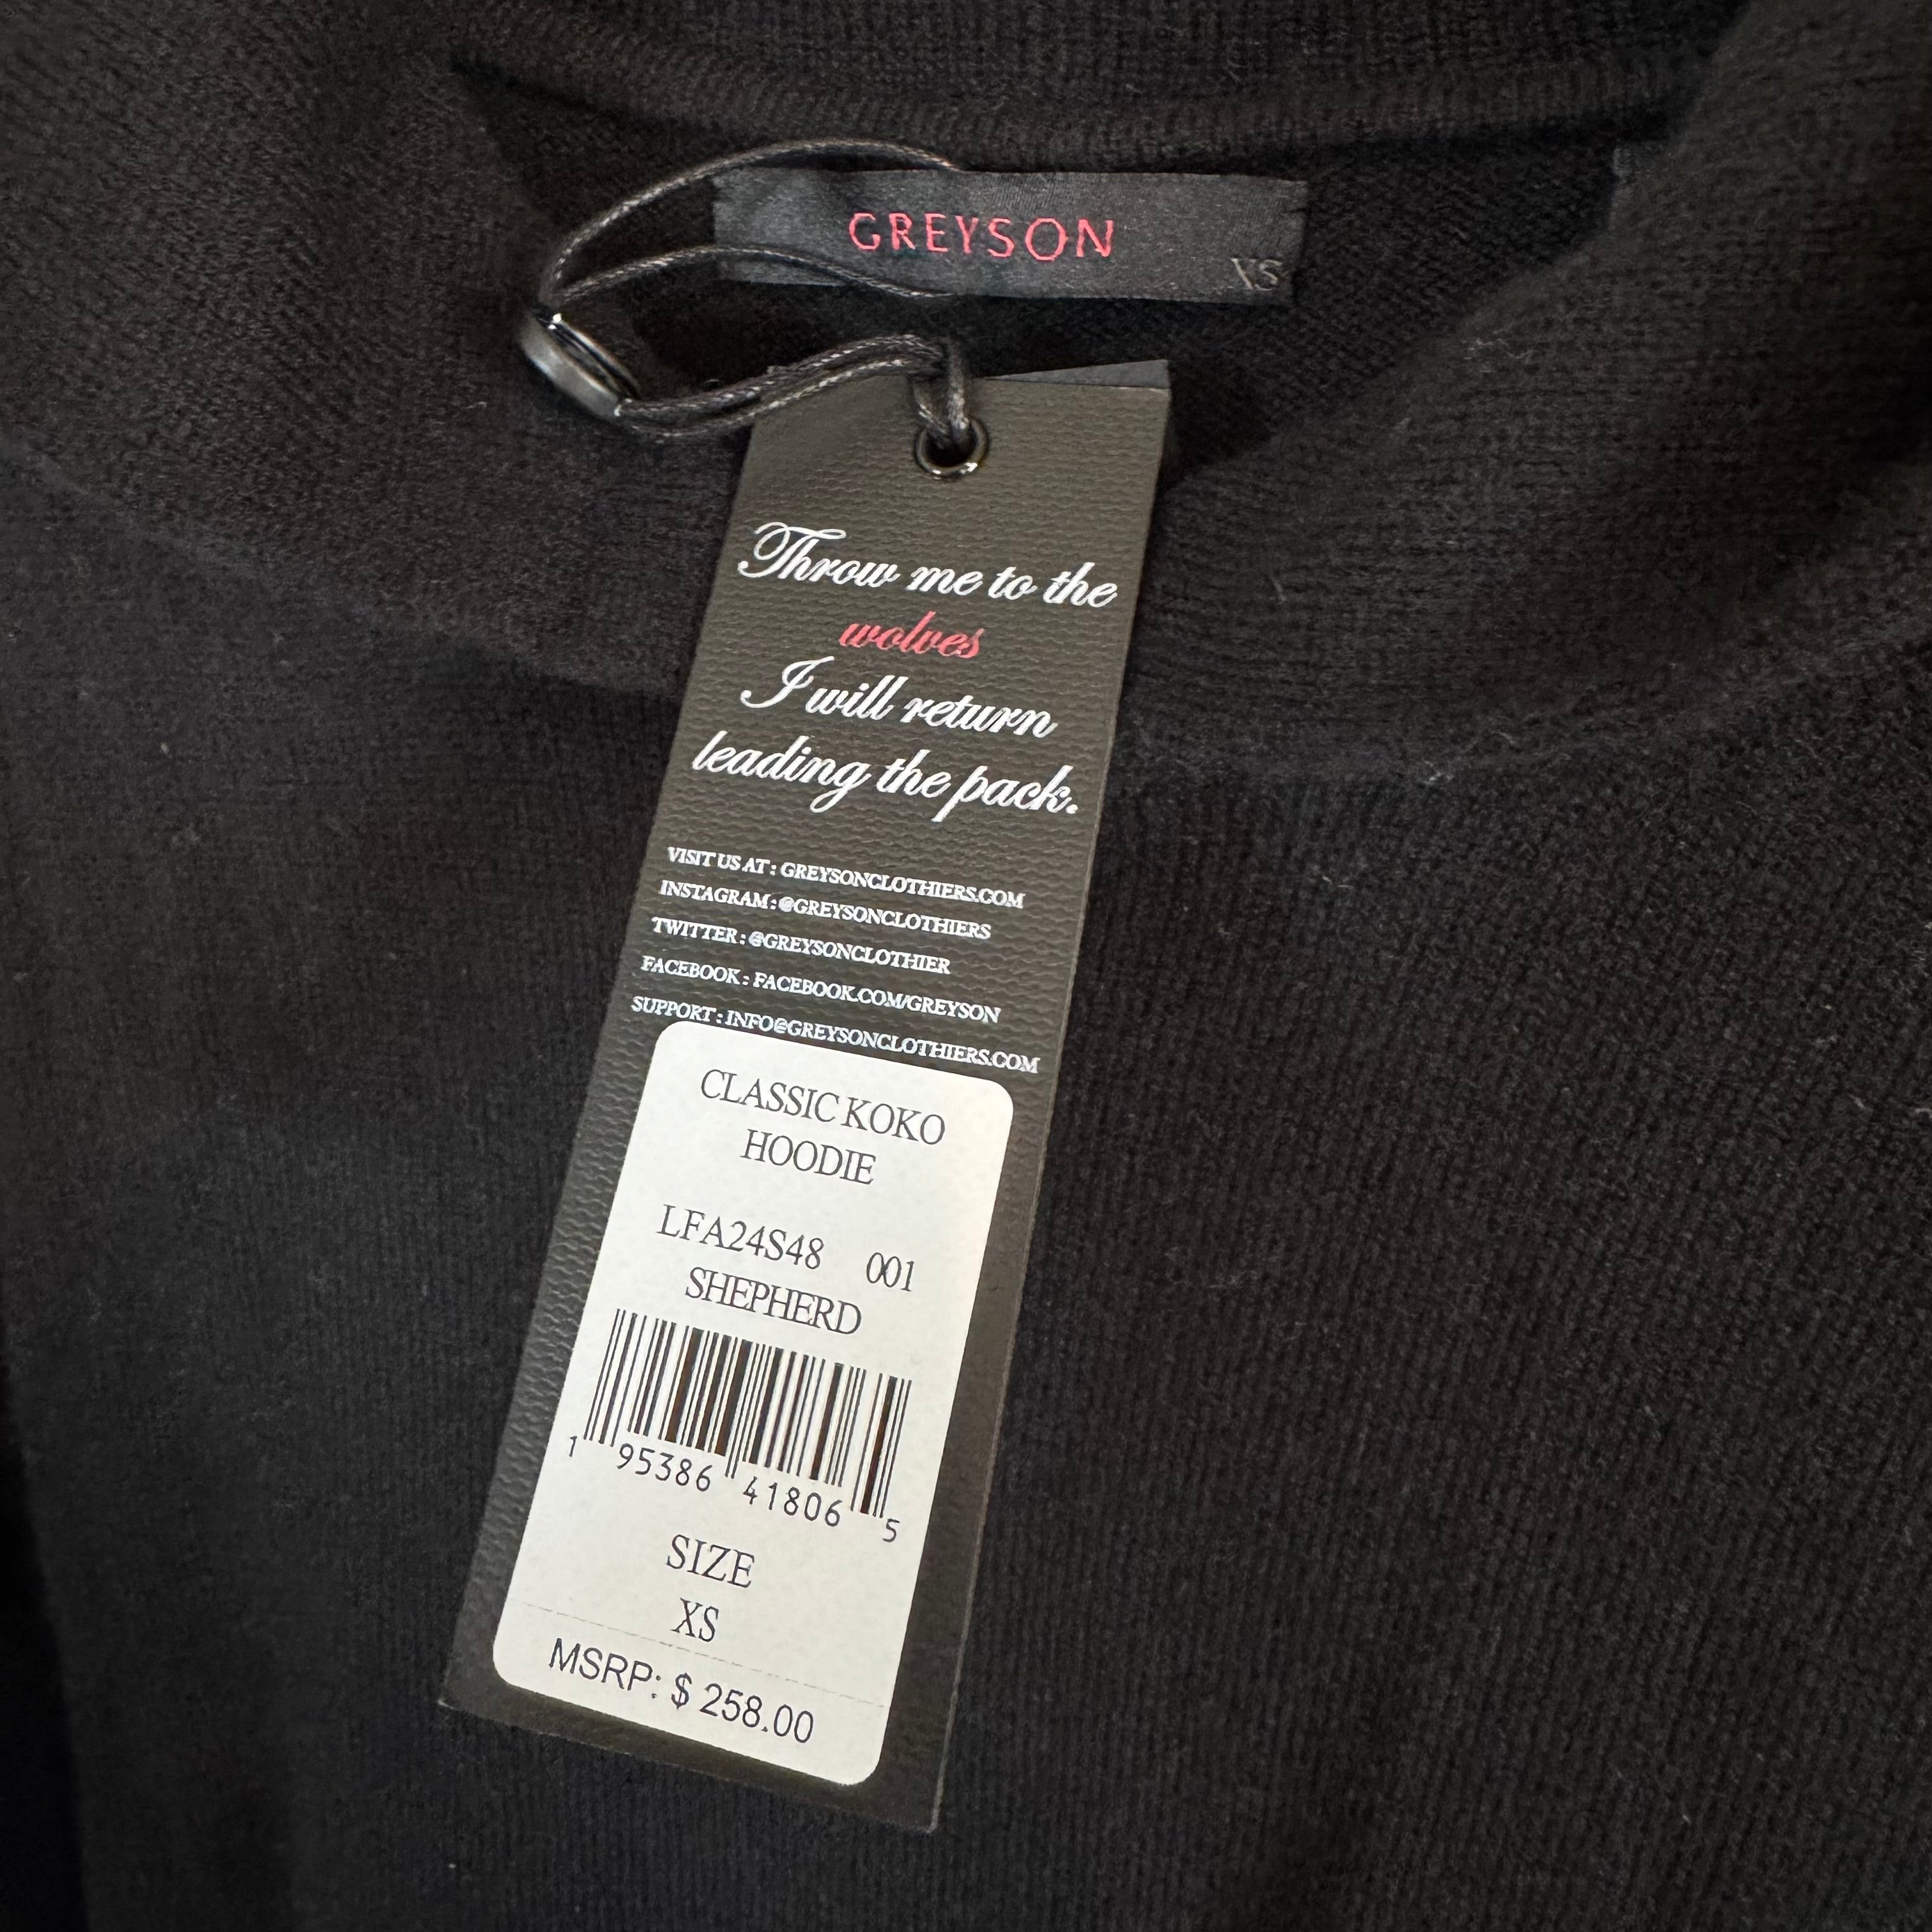 GREYSON
XS
Throw me to the
wolves
I will return
leading the pack.
VISIT US AT : GREYSONCLOTHIERS.COM
INSTAGRAM : @GREYSONCLOTHIERS
TWITTER : @GREYSONCLOTHIER
FACEBOOK : FACEBOOK.COM/GREYSON
SUPPORT : INFO@GREYSONCLOTHIERS.COM
CLASSIC KOKO
HOODIE
LFA24S48 001
SHEPHERD
1 95386 41806 5
SIZE
XS
MSRP: $ 258.00